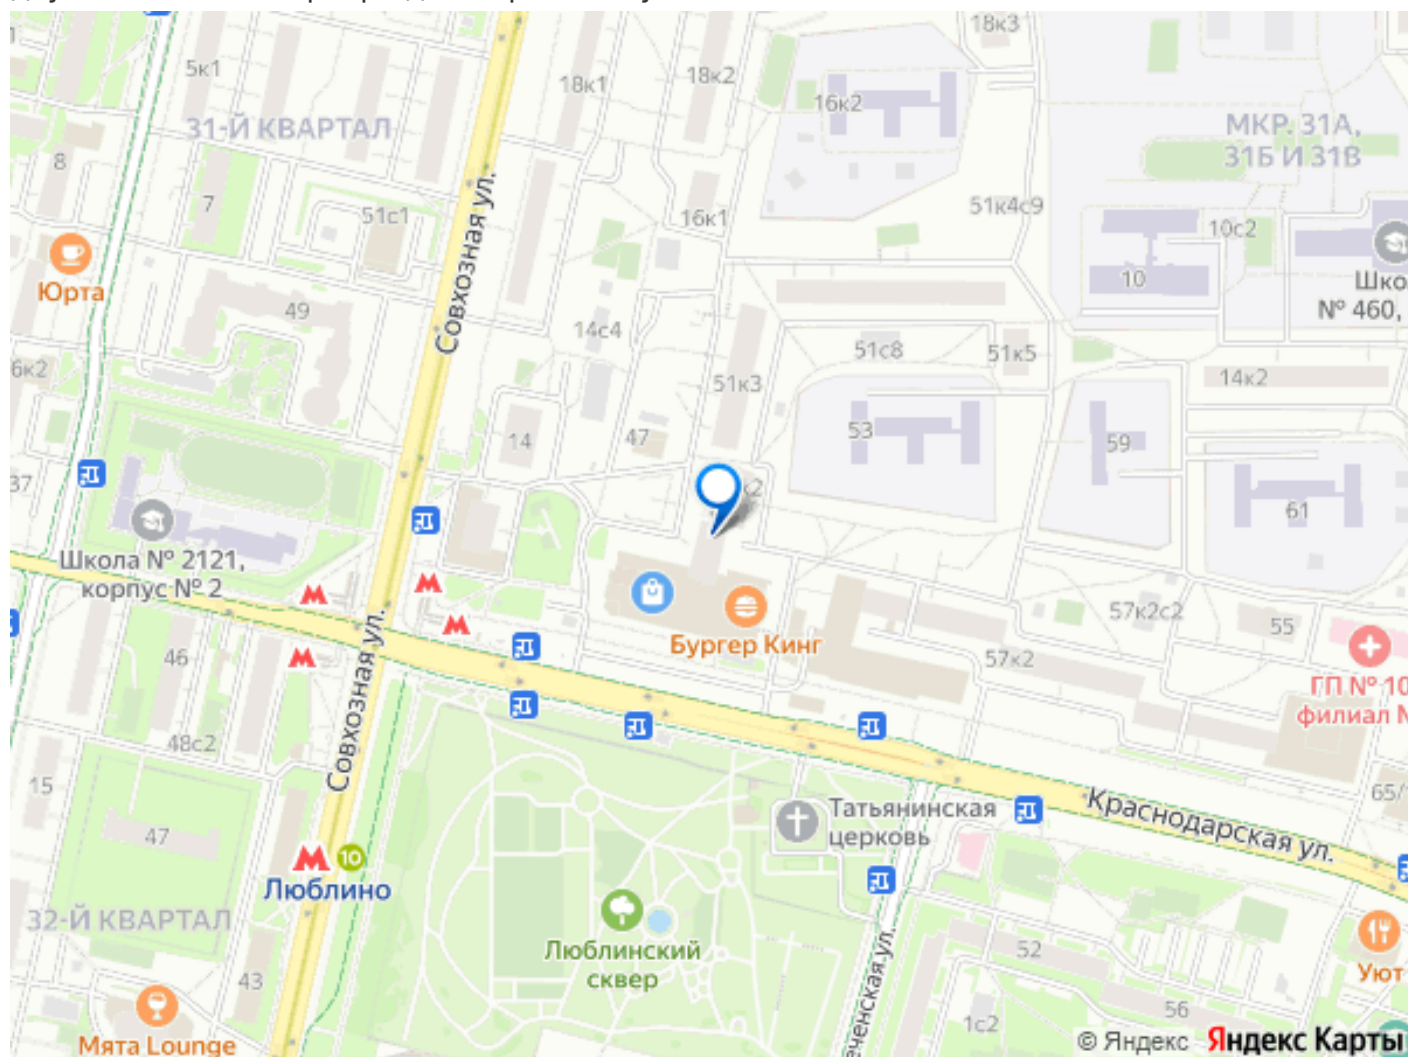 18к3
5к1
18к1
18к2
16к2
31-Й КВАРТАЛ
МКР. 31А,
31Б И 31В
8
7
51с1
16к1
51к4с9
10с2
Совхозная ул.
Юрта
10
Шко
№ 460,
49
14с4
51с8
51к5
6к2
51к3
14к2
14
47
53
59
37
61
Школа № 2121,
корпус № 2
57к2с2
55
Бургер Кинг
57к2
46
ГП № 10
филиал №
Совхозная ул.
48с2
15
65/
47
Татьянинская
церковь
Краснодарская ул.
10
Люблино
32-Й КВАРТАЛ
Люблинский
сквер
52
Уют
43
еченская ул.
56
1с2
Мята Lounge
© Яндекс Яндекс Карты